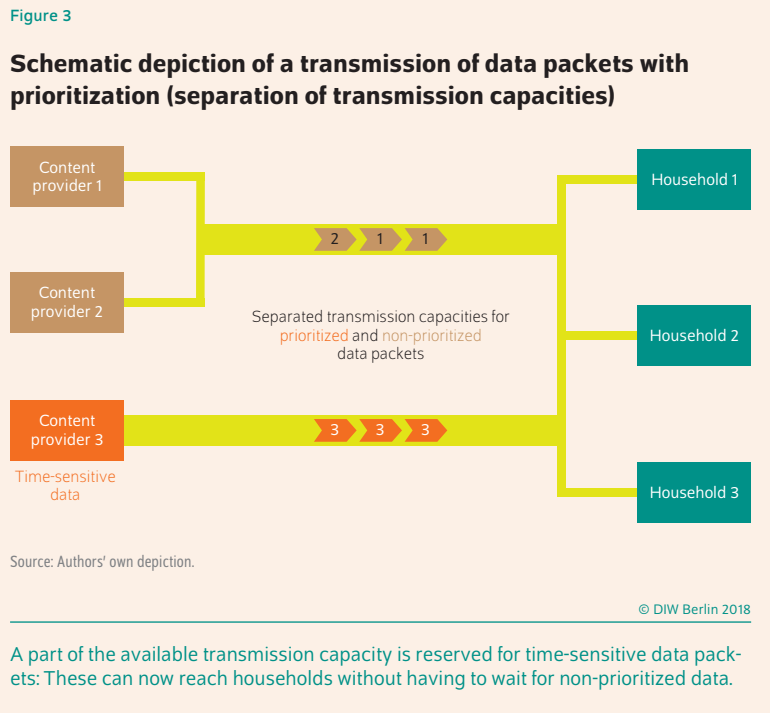 Figure 3
Schematic depiction of a transmission of data packets with
prioritization (separation of transmission capacities)
Content
provider 1
Household 1
2 1 1
Content
provider 2
Separated transmission capacities for
prioritized and non-prioritized
data packets
Household 2
Content
provider 3
3 3 3
Time-sensitive
data
Household 3
Source: Authors' own depiction.
© DIW Berlin 2018
A part of the available transmission capacity is reserved for time-sensitive data pack-
ets: These can now reach households without having to wait for non-prioritized data.